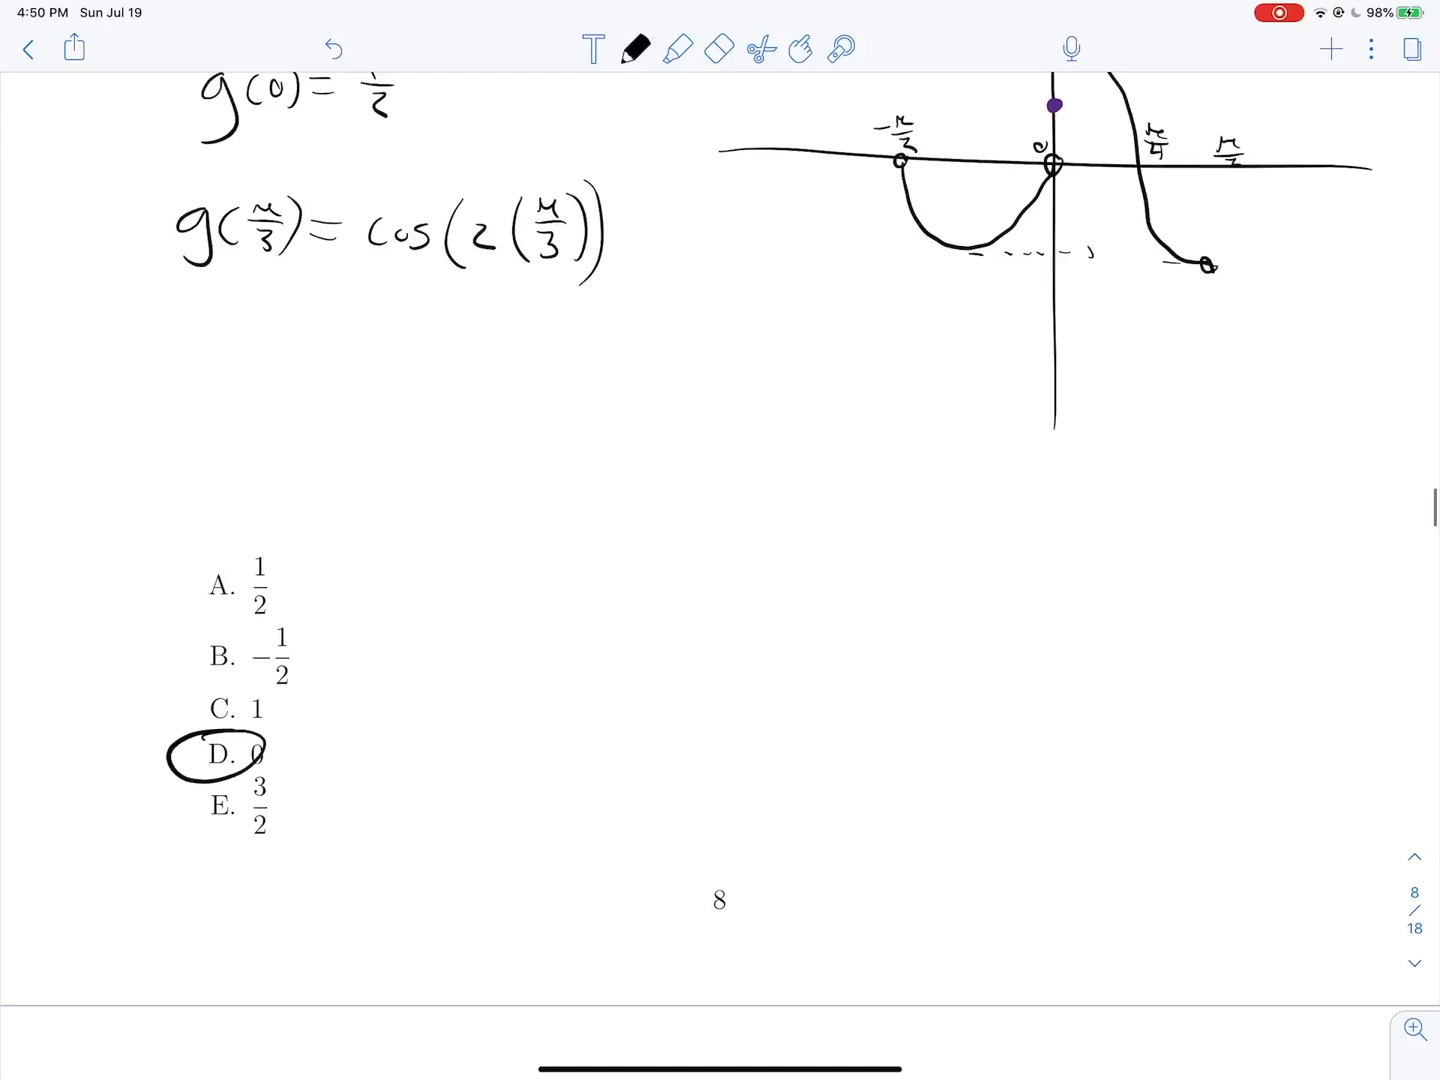 4:50 PM Sun Jul 19
98%
g(0) = 1/2
g(π/3) = cos(2(π/3))
-π/2
0
π/4
π/2
A. 1/2
B. -1/2
C. 1
D. 0
E. 3/2
8
8
/
18